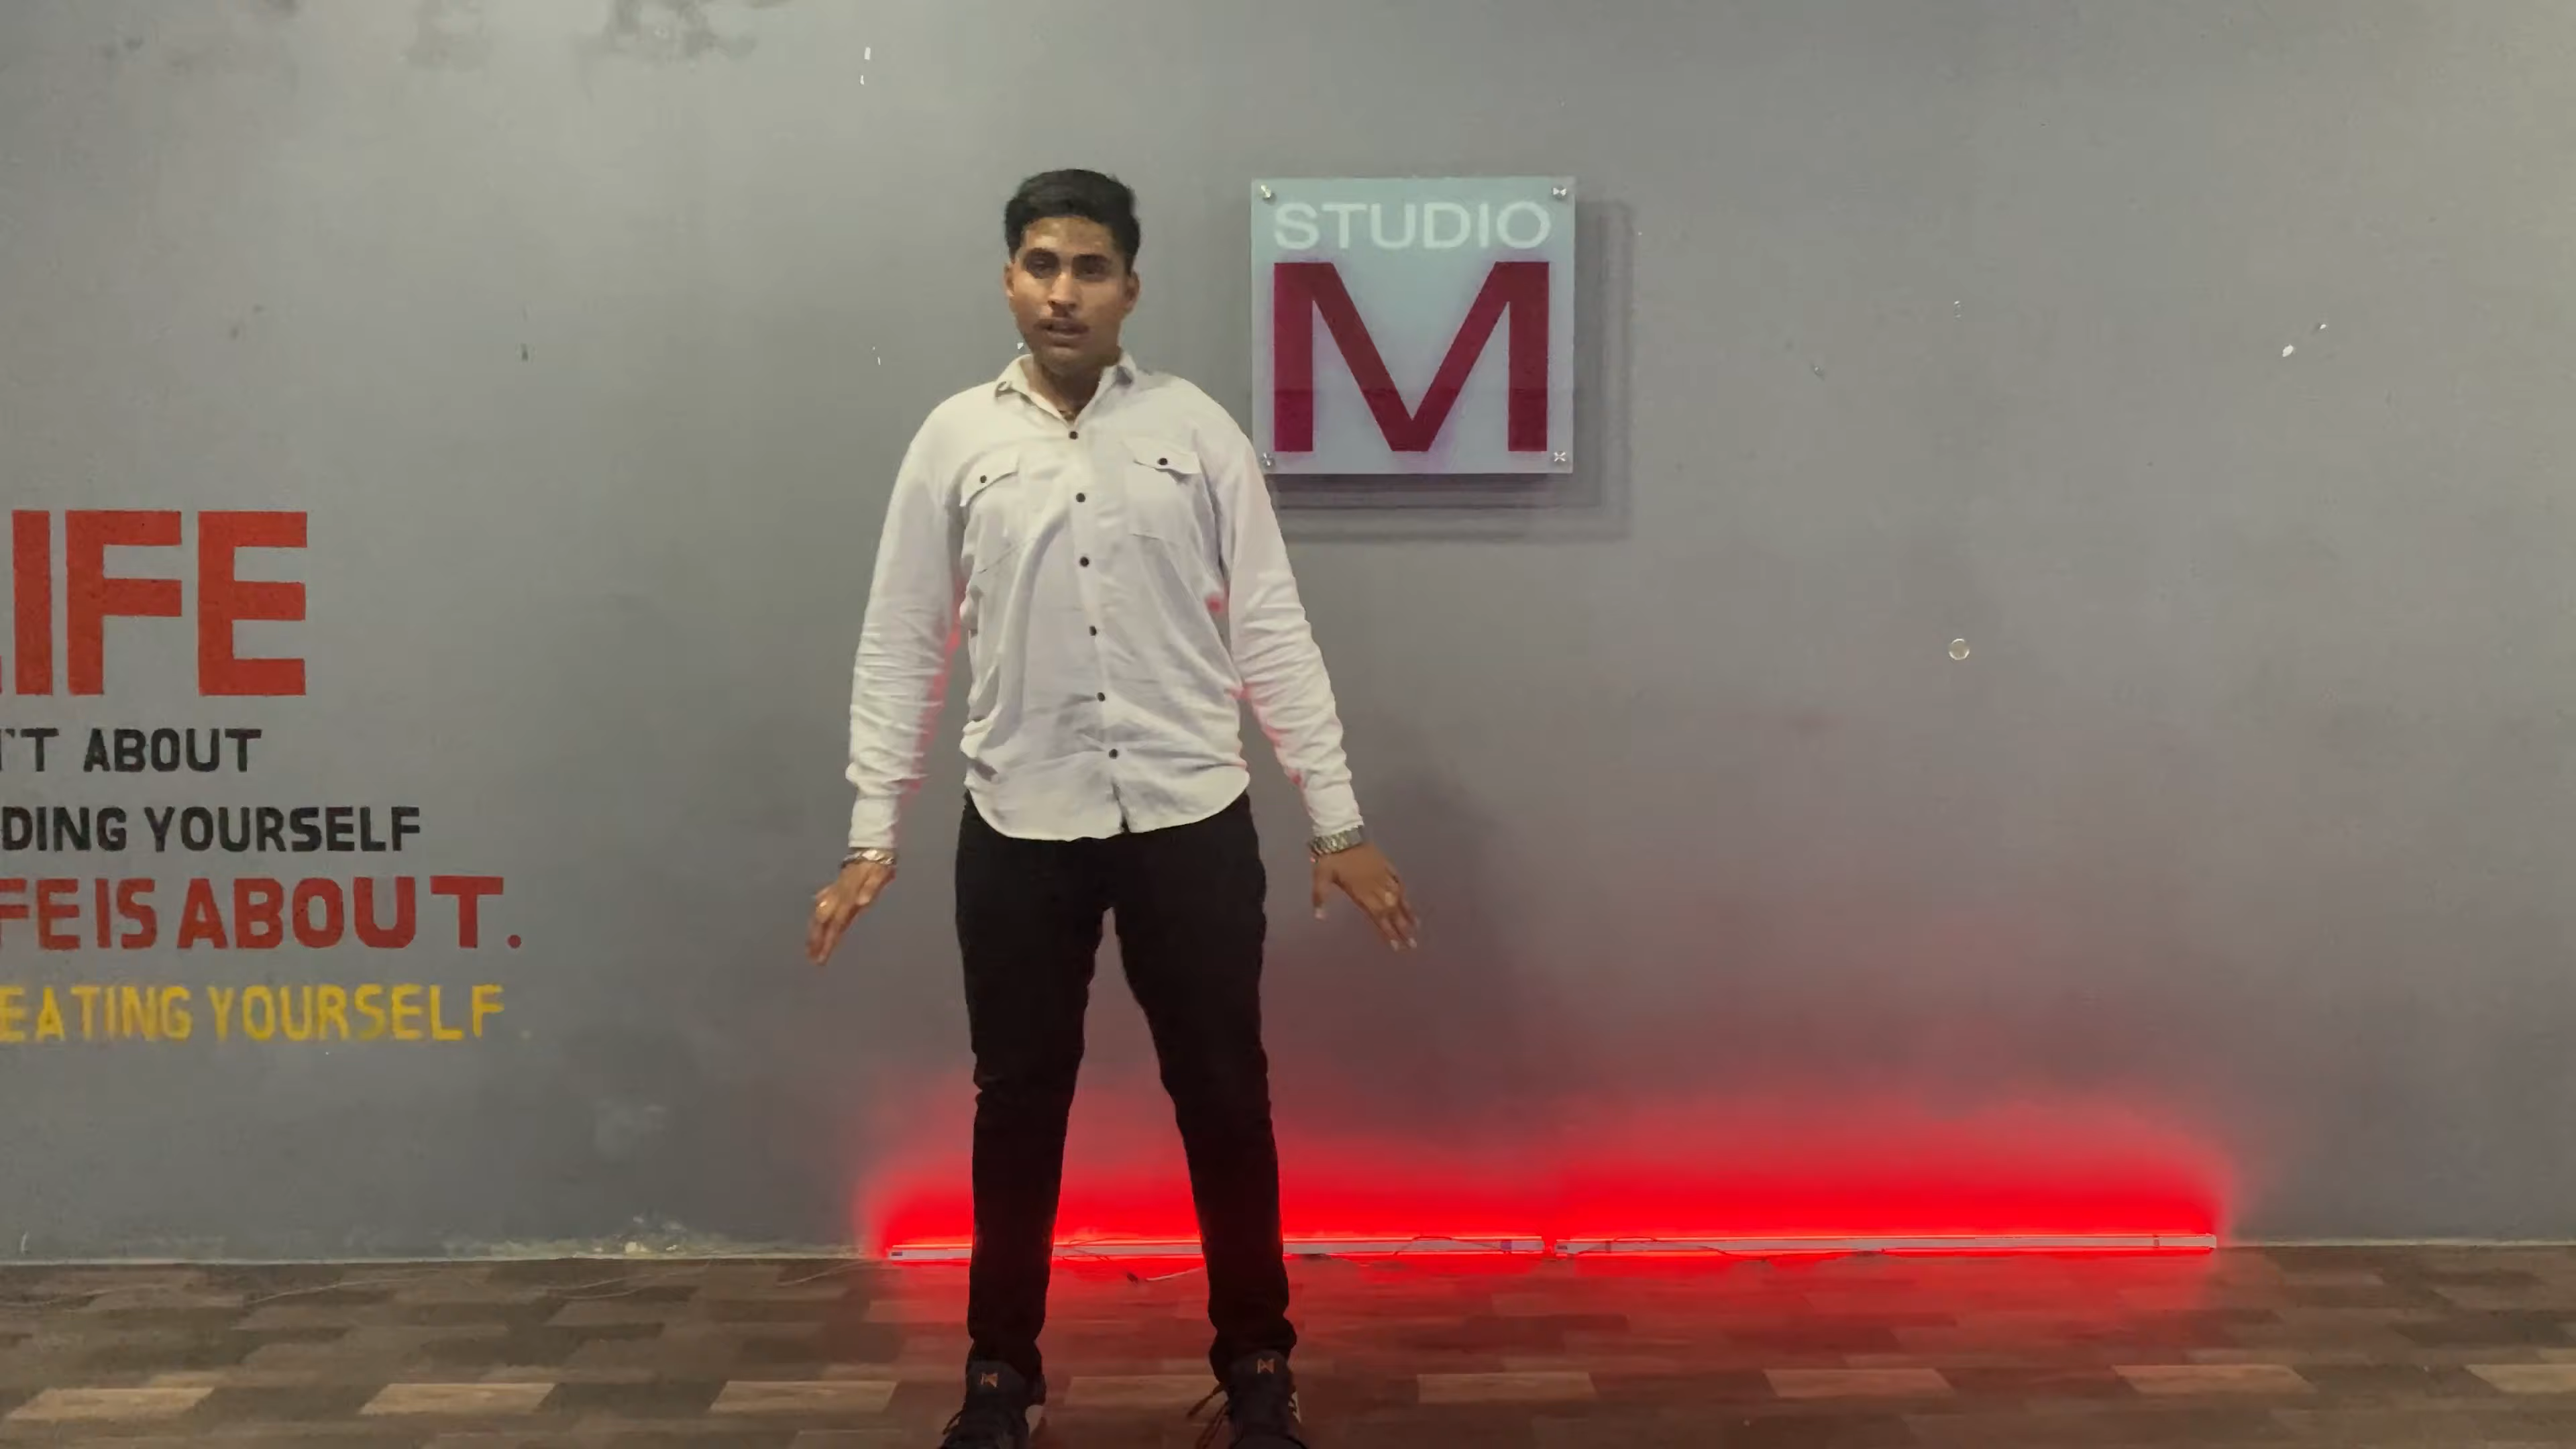 STUDIO
M
IFE
'T ABOUT
DING YOURSELF
FE IS ABOUT.
EATING YOURSELF.